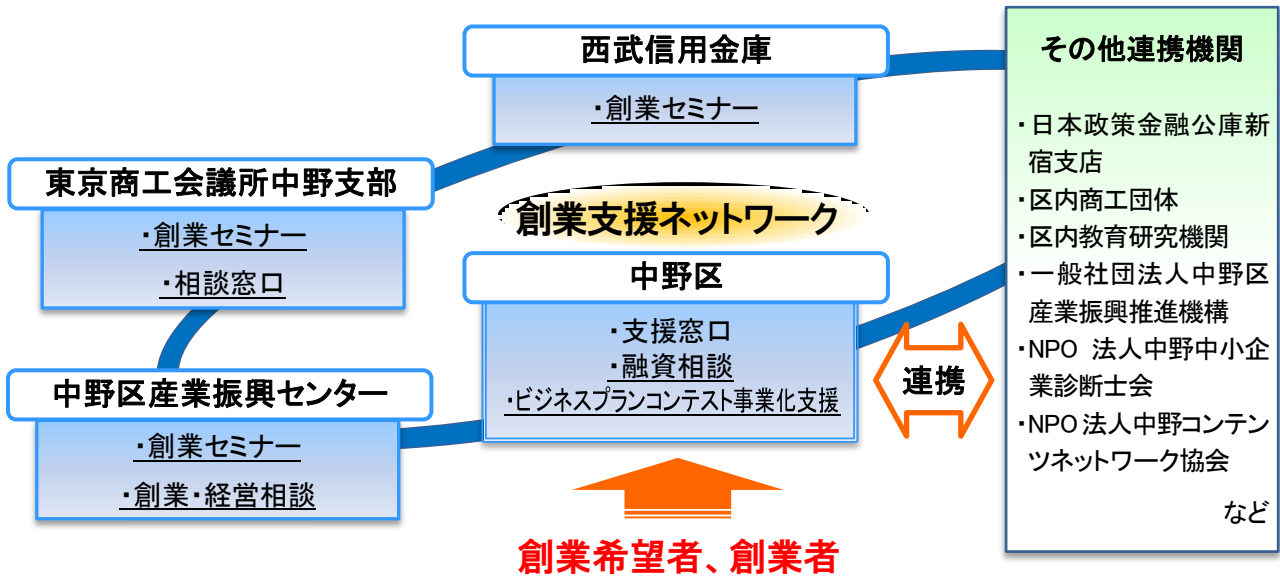 西武信用金庫
・創業セミナー
東京商工会議所中野支部
・創業セミナー
・相談窓口
創業支援ネットワーク
中野区
・支援窓口
・融資相談
・ビジネスプランコンテスト事業化支援
中野区産業振興センター
・創業セミナー
・創業・経営相談
連携
創業希望者、創業者
その他連携機関
・日本政策金融公庫新
宿支店
・区内商工団体
・区内教育研究機関
・一般社団法人中野区
産業振興推進機構
・NPO 法人中野中小企
業診断士会
・NPO法人中野コンテン
ツネットワーク協会
など